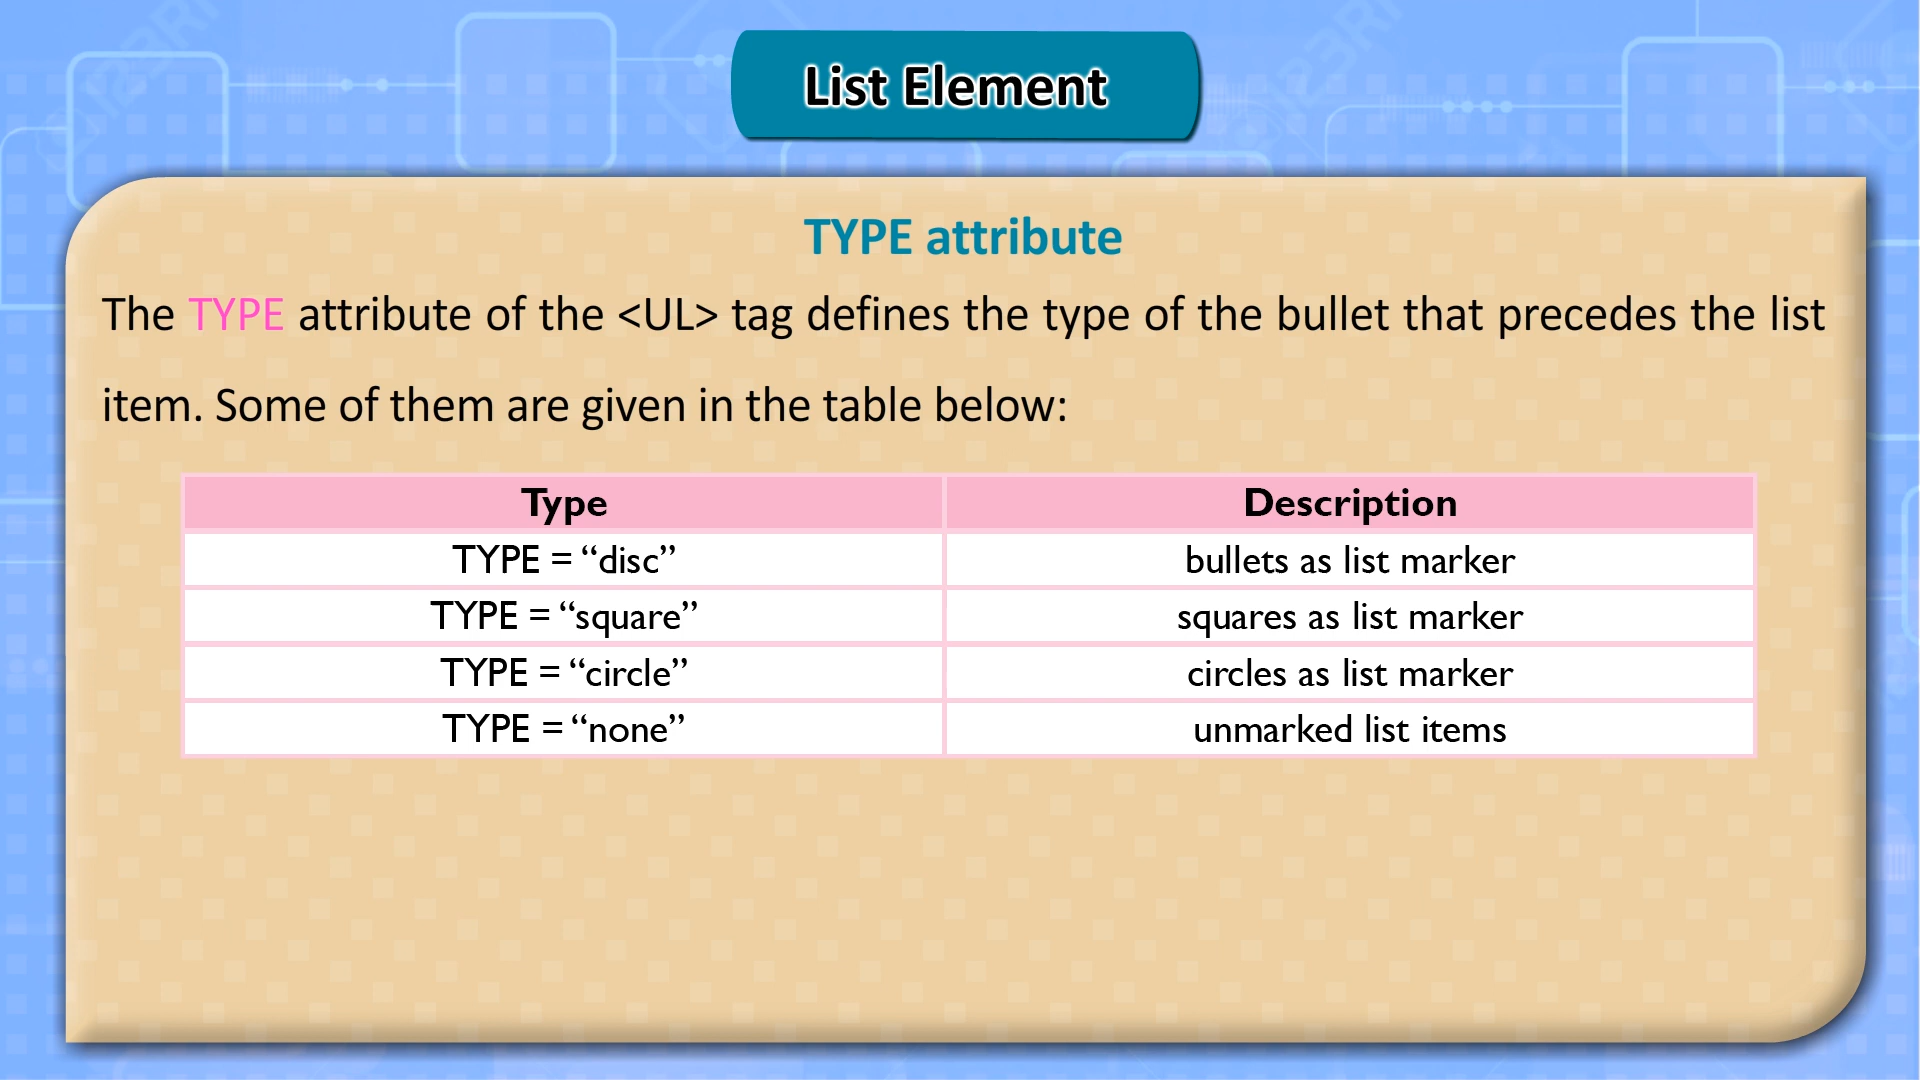 List Element
TYPE attribute
The TYPE attribute of the <UL> tag defines the type of the bullet that precedes the list
item. Some of them are given in the table below:
Type Description
TYPE = “disc” bullets as list marker
TYPE = “square” squares as list marker
TYPE = “circle” circles as list marker
TYPE = “none” unmarked list items